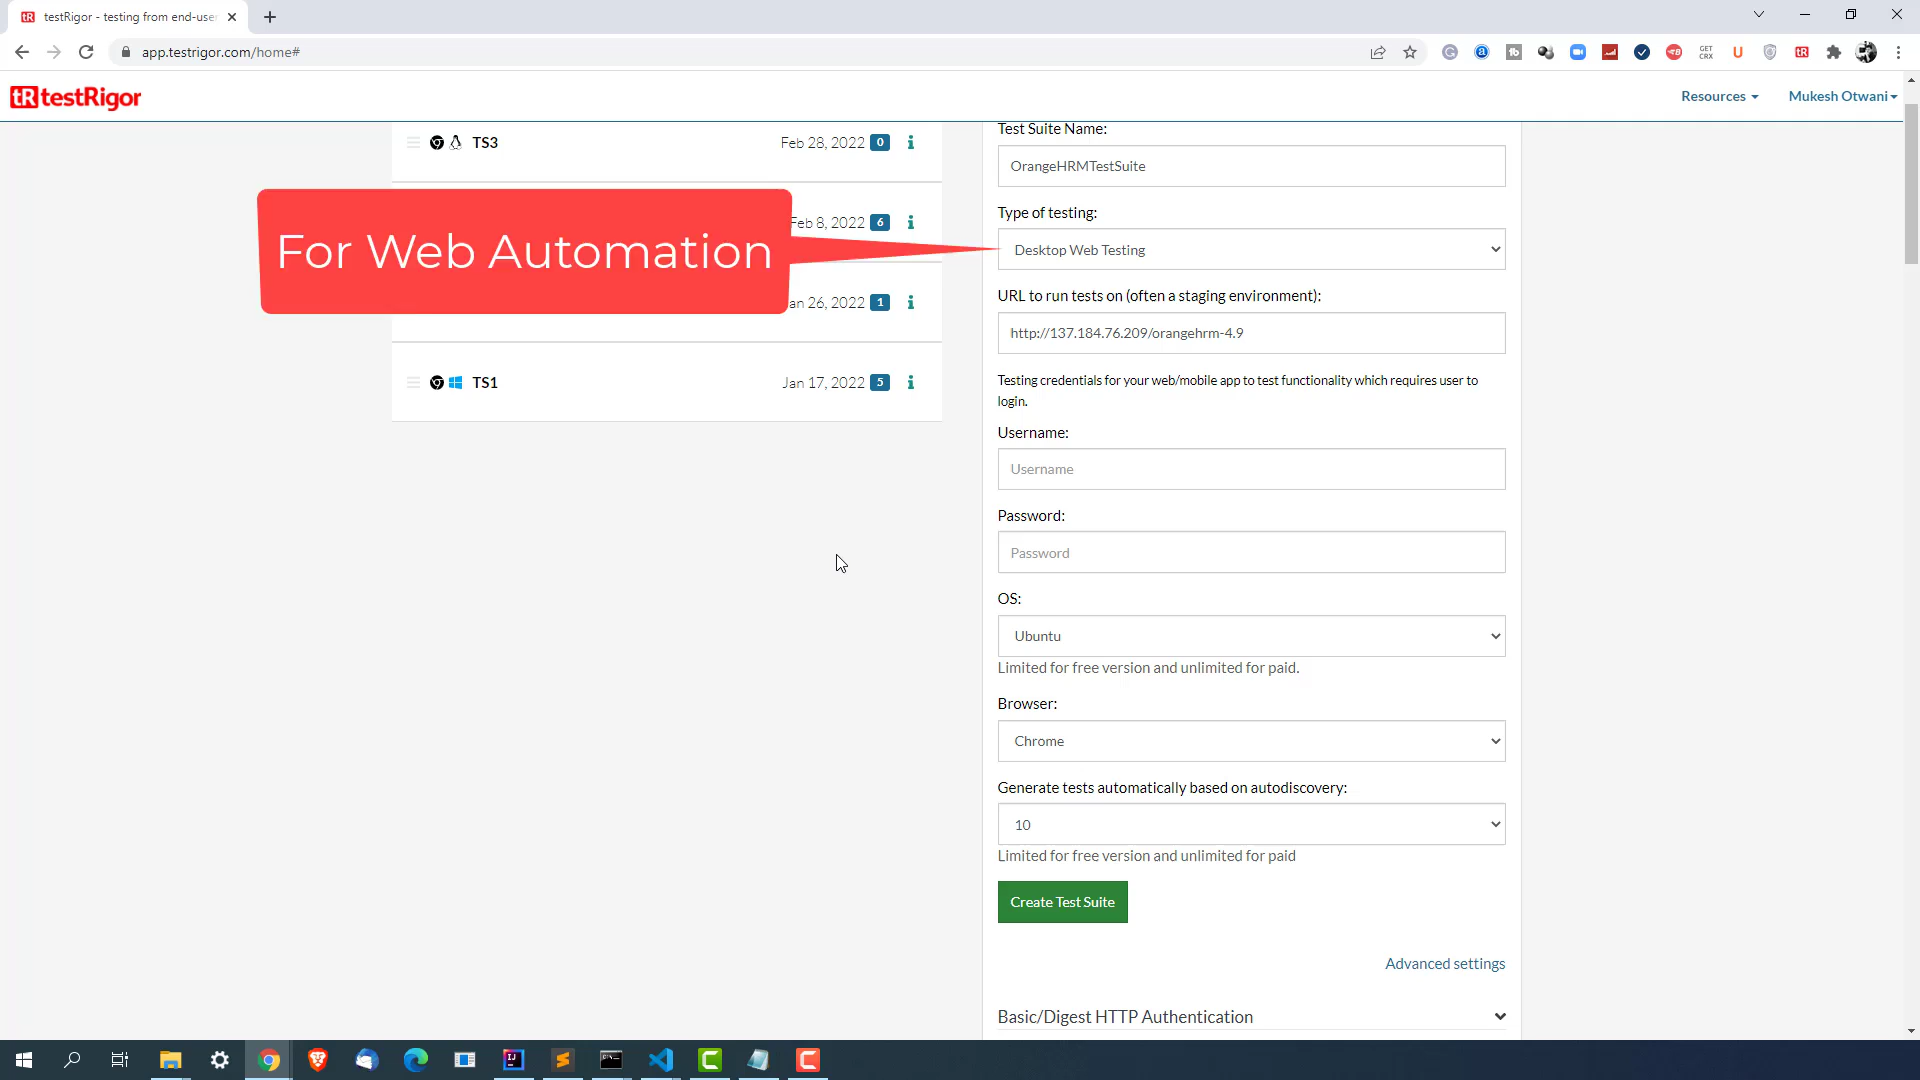 testRigor - testing from end-user
app.testrigor.com/home#
GET
CRX
tR testRigor
Resources
Mukesh Otwani
TS3
Feb 28, 2022 0
Feb 8, 2022 6
an 26, 2022 1
TS1
Jan 17, 2022 5
For Web Automation
Test Suite Name:
OrangeHRMTestSuite
Type of testing:
Desktop Web Testing
URL to run tests on (often a staging environment):
http://137.184.76.209/orangehrm-4.9
Testing credentials for your web/mobile app to test functionality which requires user to
login.
Username:
Username
Password:
Password
OS:
Ubuntu
Limited for free version and unlimited for paid.
Browser:
Chrome
Generate tests automatically based on autodiscovery:
10
Limited for free version and unlimited for paid
Create Test Suite
Advanced settings
Basic/Digest HTTP Authentication